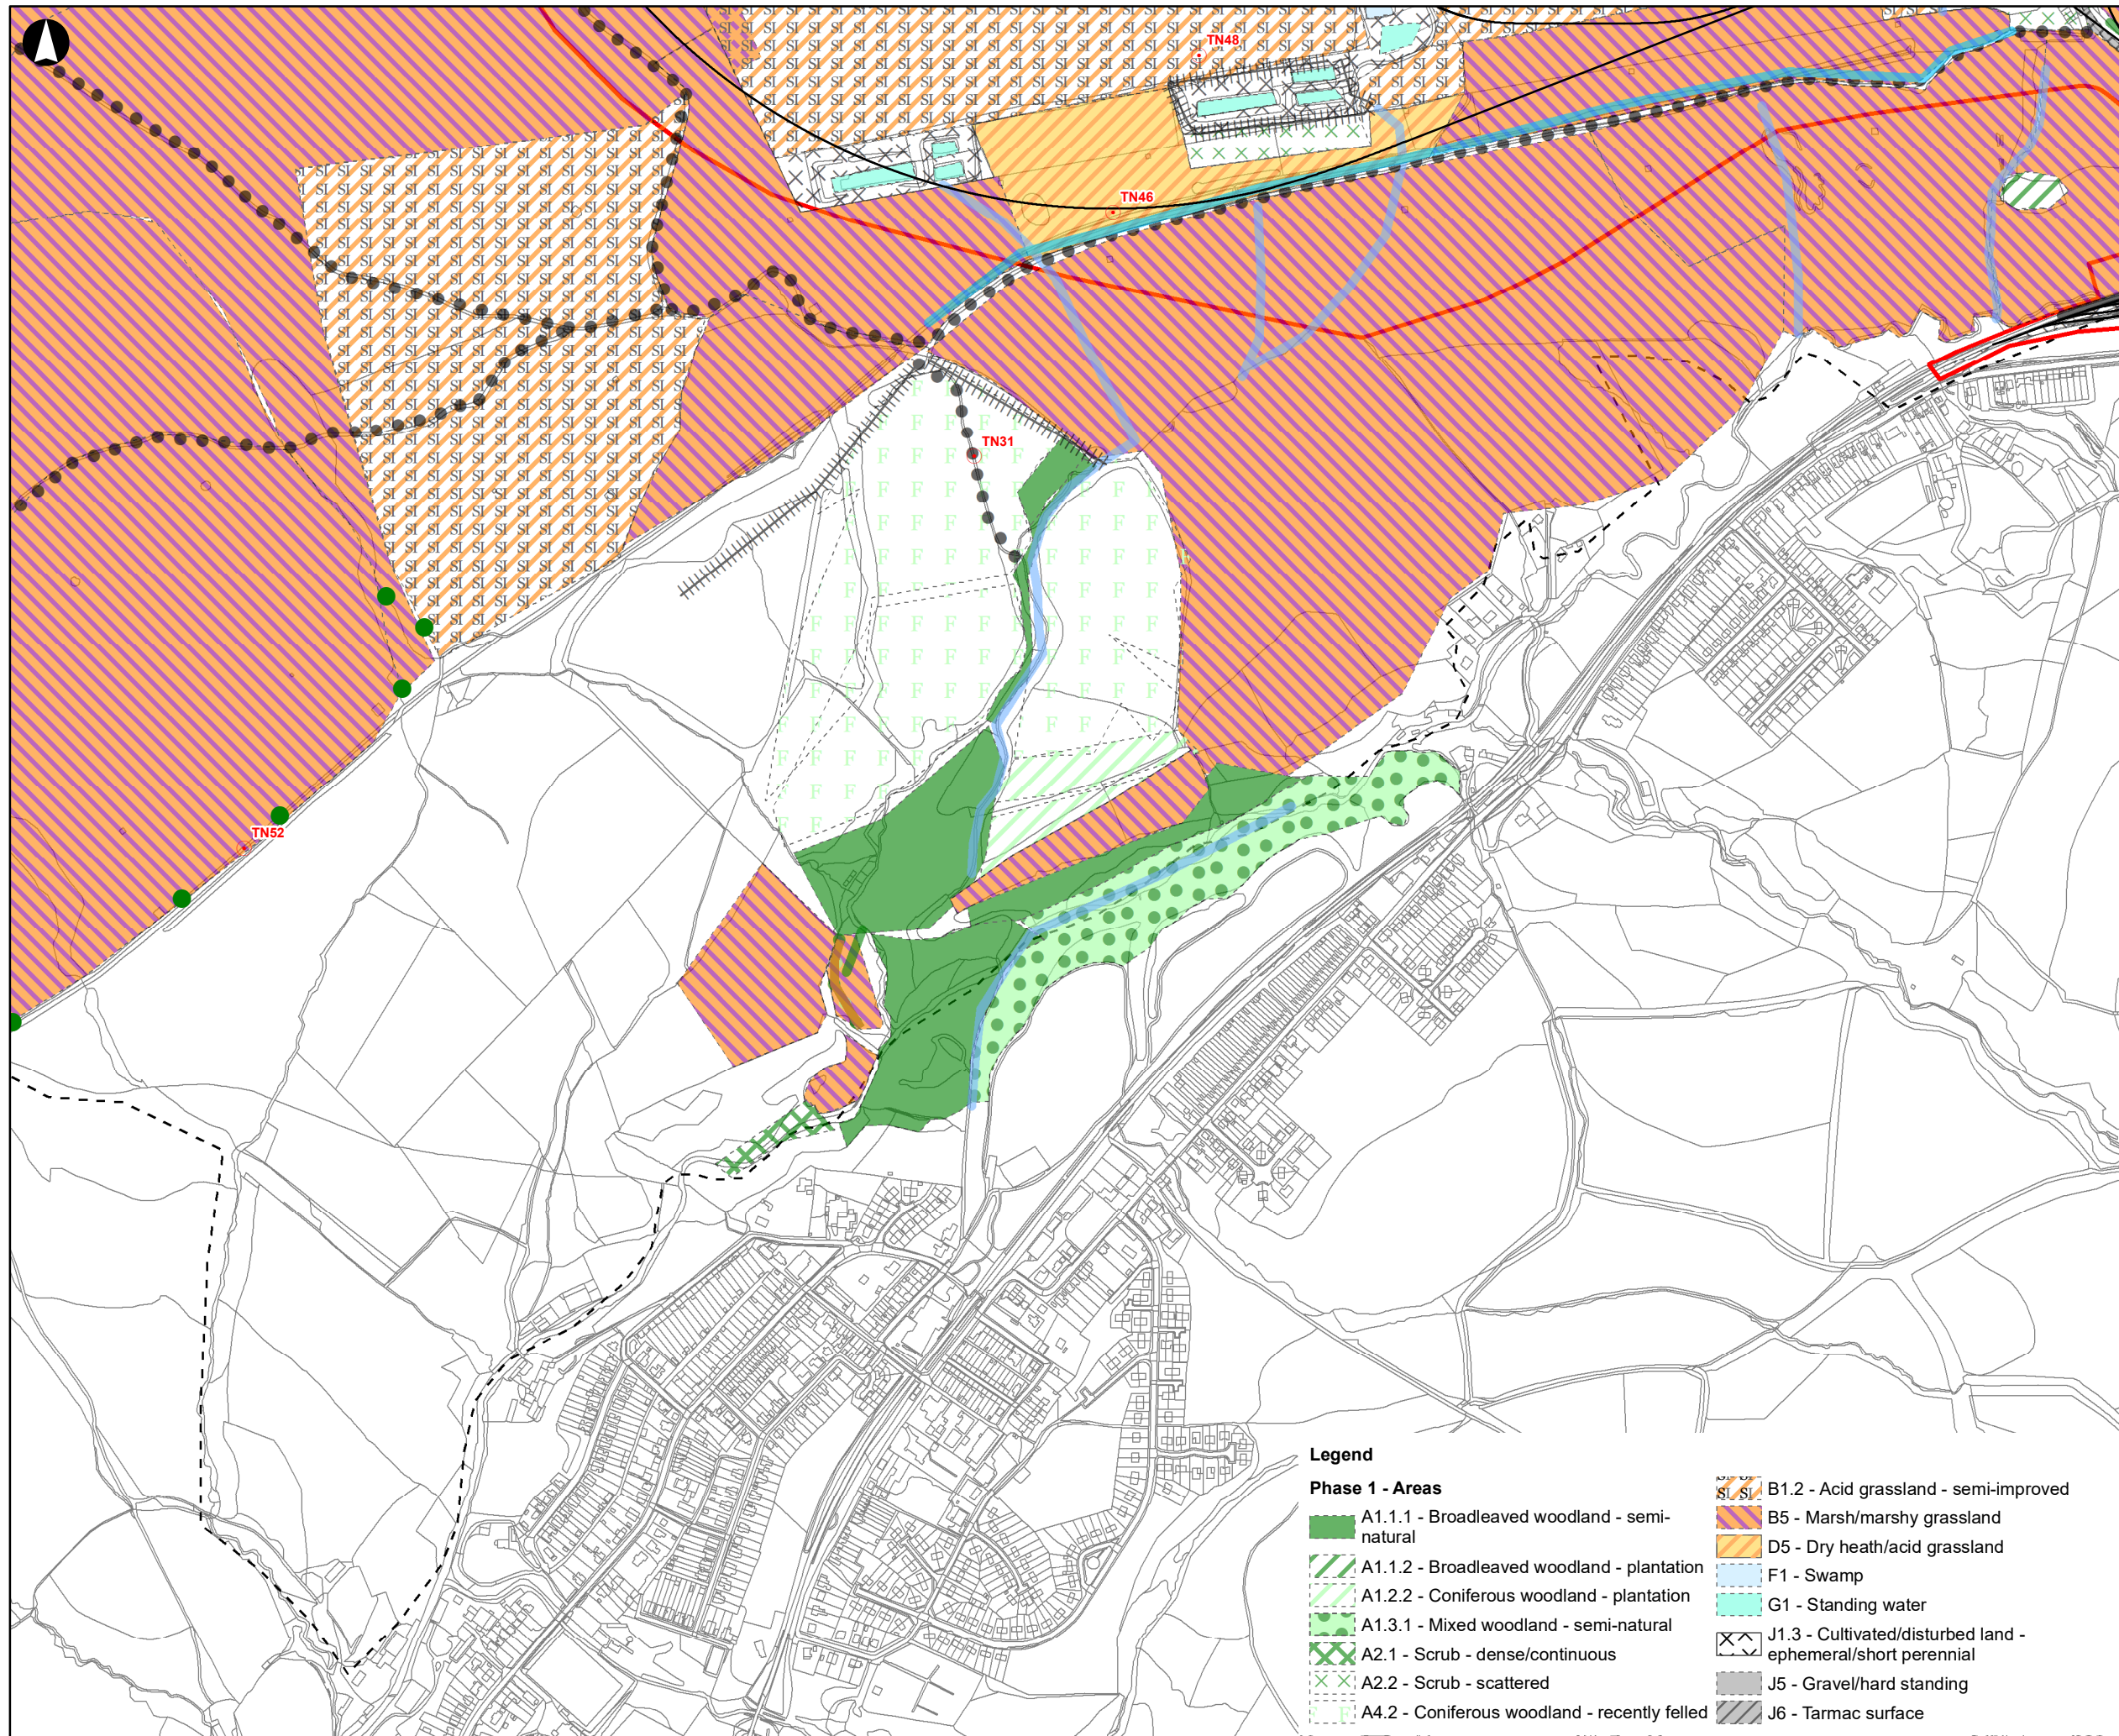 TN48
TN46
TN31
TN52
Legend
Phase 1 - Areas
A1.1.1 - Broadleaved woodland - semi-
natural
A1.1.2 - Broadleaved woodland - plantation
A1.2.2 - Coniferous woodland - plantation
A1.3.1 - Mixed woodland - semi-natural
A2.1 - Scrub - dense/continuous
A2.2 - Scrub - scattered
A4.2 - Coniferous woodland - recently felled
SI SI
B1.2 - Acid grassland - semi-improved
B5 - Marsh/marshy grassland
D5 - Dry heath/acid grassland
F1 - Swamp
G1 - Standing water
J1.3 - Cultivated/disturbed land -
ephemeral/short perennial
J5 - Gravel/hard standing
J6 - Tarmac surface